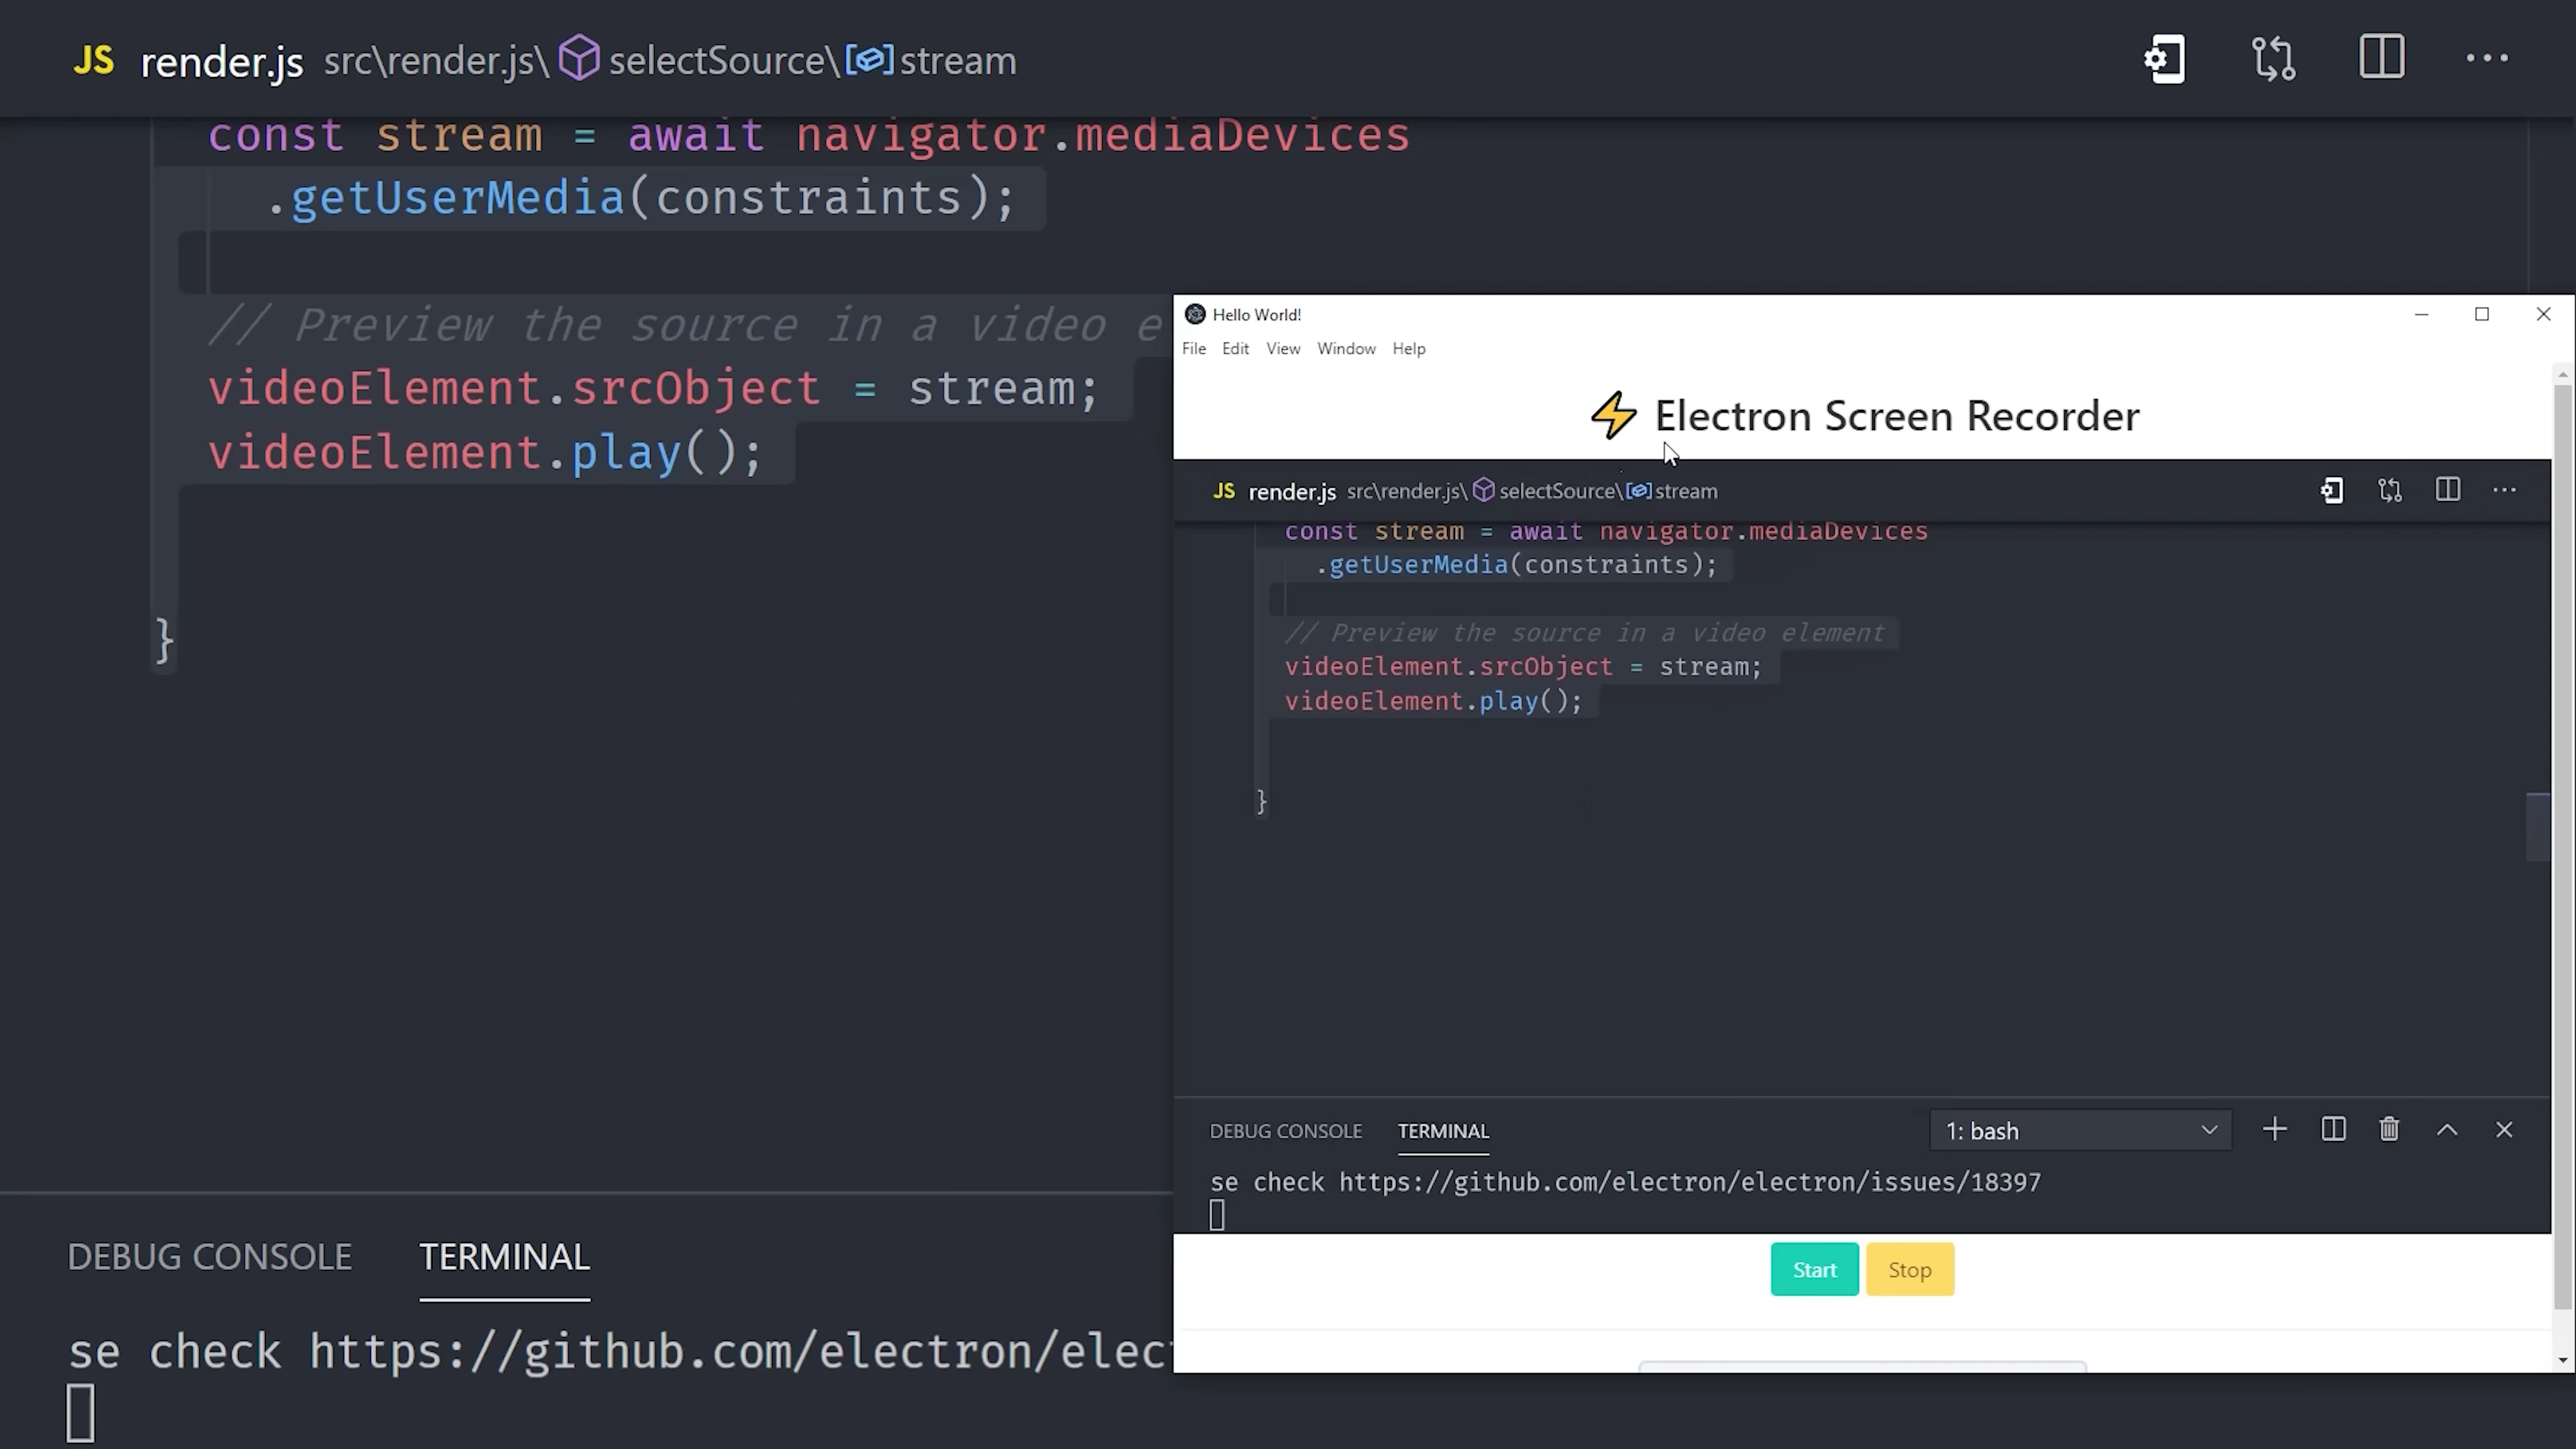 JS render.js src\render.js\ selectSource\ stream
const stream = await navigator.mediaDevices
.getUserMedia(constraints);
// Preview the source in a video e
videoElement.srcObject = stream;
videoElement.play();
}
DEBUG CONSOLE TERMINAL
se check https://github.com/electron/elec
Hello World!
File Edit View Window Help
⚡ Electron Screen Recorder
JS render.js src\render.js\ selectSource\ stream
const stream = await navigator.mediaDevices
.getUserMedia(constraints);
// Preview the source in a video element
videoElement.srcObject = stream;
videoElement.play();
}
DEBUG CONSOLE TERMINAL 1: bash
se check https://github.com/electron/electron/issues/18397
Start Stop